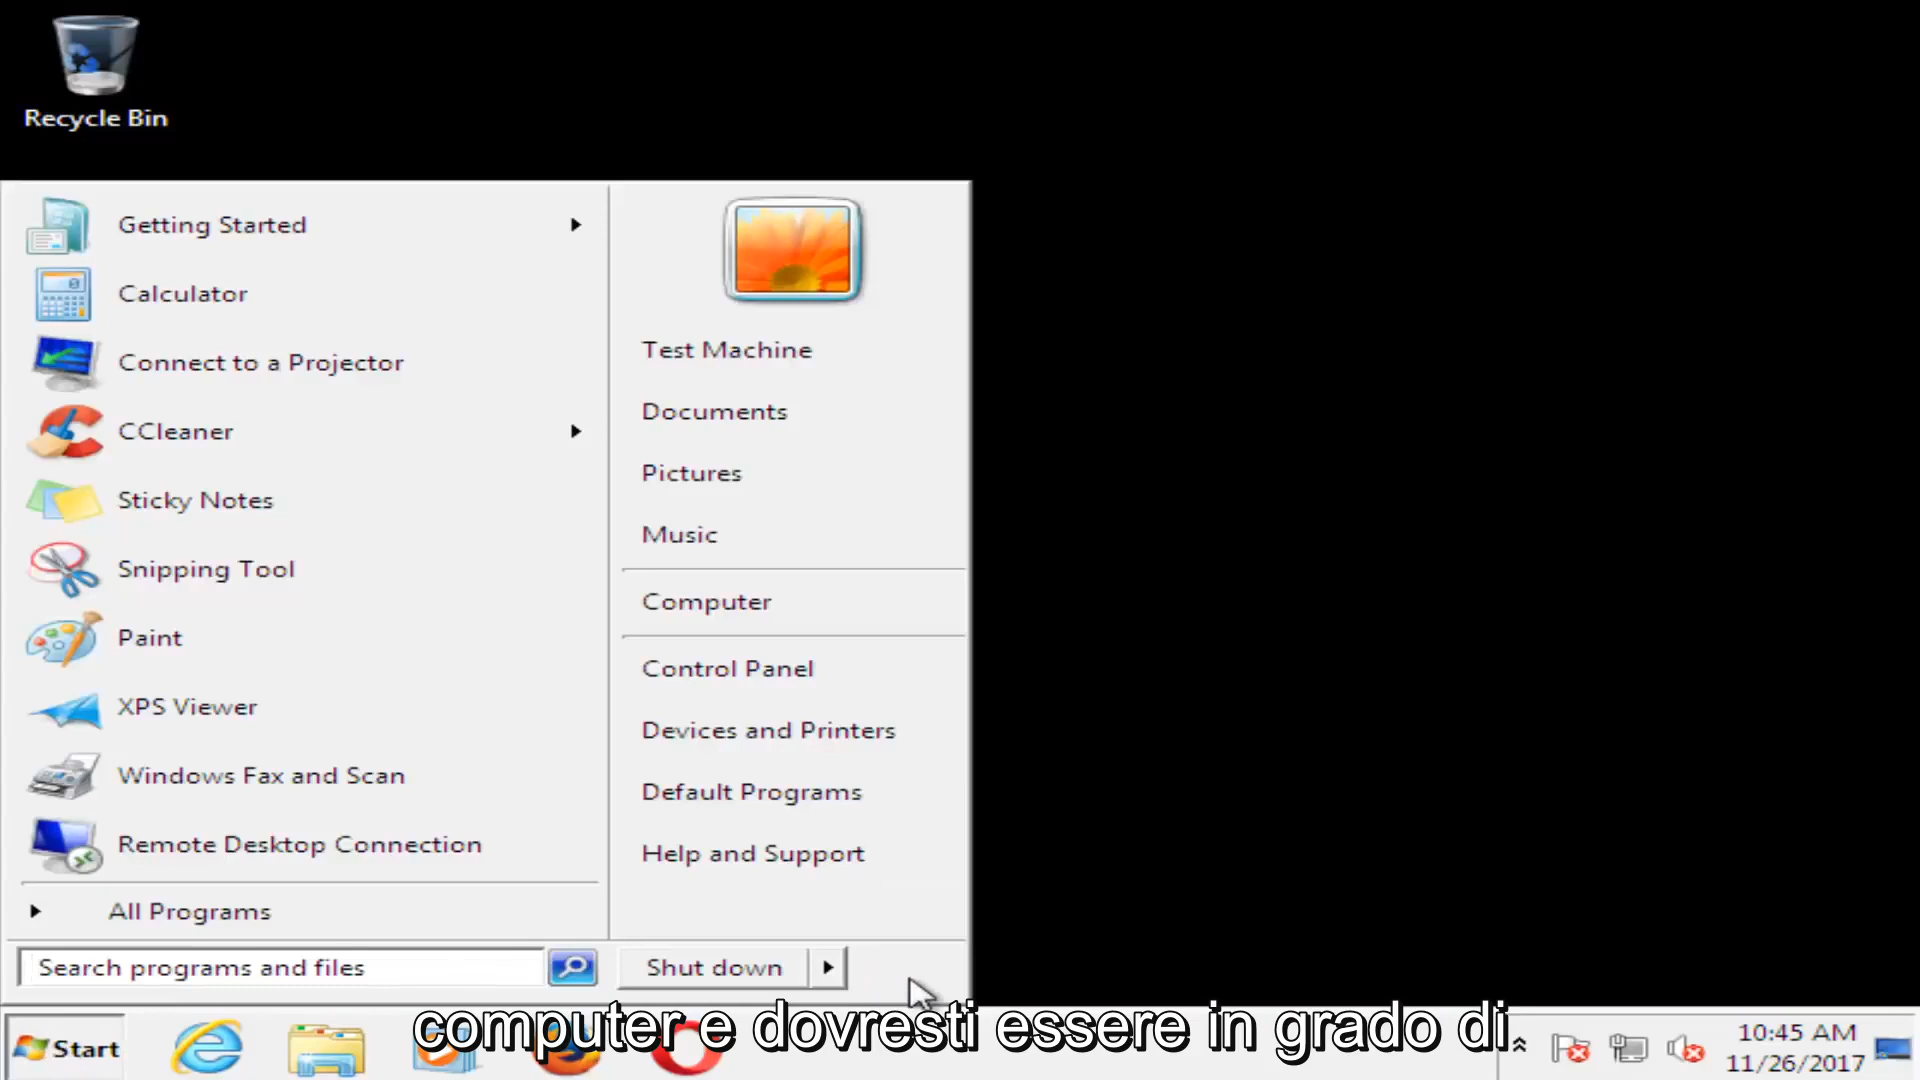 Recycle Bin
Getting Started
Calculator
Connect to a Projector
CCleaner
Sticky Notes
Snipping Tool
Paint
XPS Viewer
Windows Fax and Scan
Remote Desktop Connection
All Programs
Search programs and files
Test Machine
Documents
Pictures
Music
Computer
Control Panel
Devices and Printers
Default Programs
Help and Support
Shut down
computer e dovresti essere in grado di
Start
10:45 AM
11/26/2017